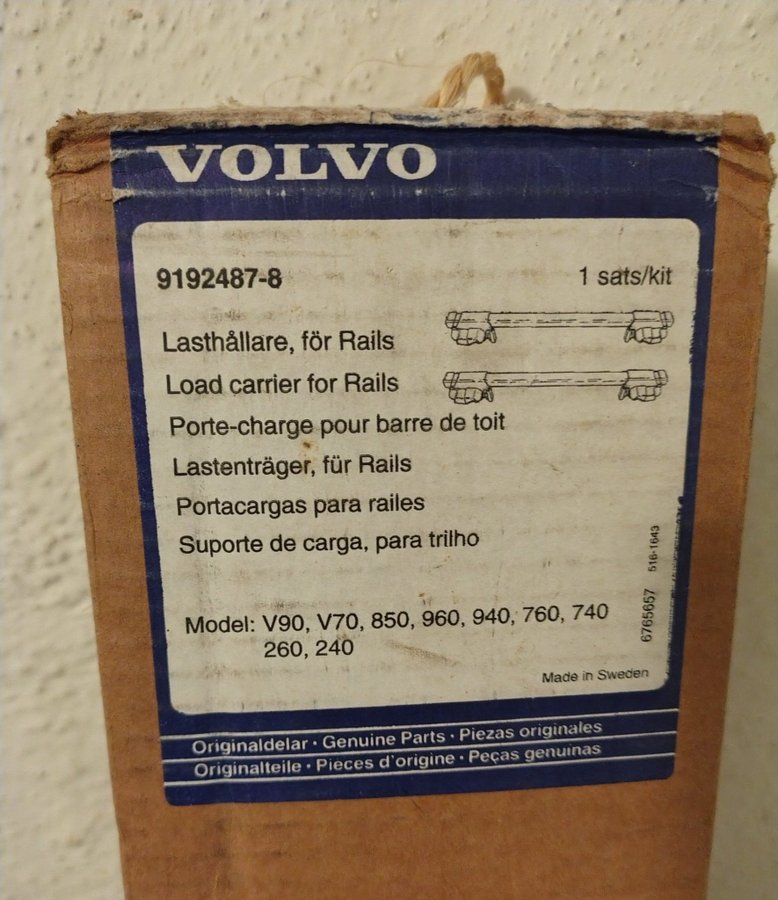 VOLVO
9192487-8
1 sats/kit
Lasthållare, för Rails
Load carrier for Rails
Porte-charge pour barre de toit
Lastenträger, für Rails
Portacargas para railes
Suporte de carga, para trilho
Model: V90, V70, 850, 960, 940, 760, 740
260, 240
6765657 516-1643
Made in Sweden
Originaldelar · Genuine Parts · Piezas originales
Originalteile · Pieces d'origine · Peças genuinas